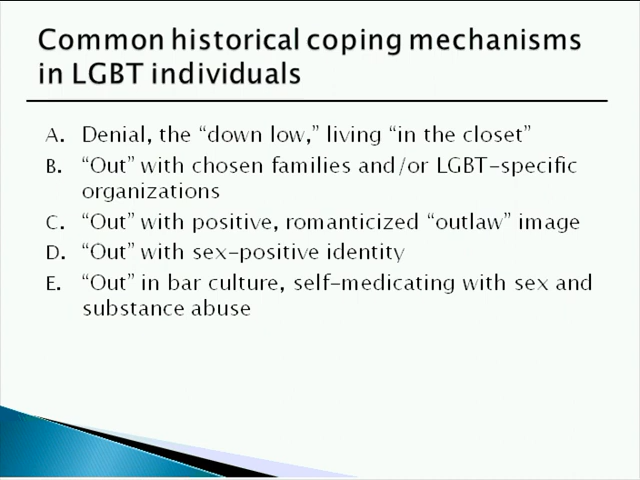 Common historical coping mechanisms
in LGBT individuals
A. Denial, the “down low,” living “in the closet”
B. “Out” with chosen families and/or LGBT-specific
organizations
C. “Out” with positive, romanticized “outlaw” image
D. “Out” with sex-positive identity
E. “Out” in bar culture, self-medicating with sex and
substance abuse